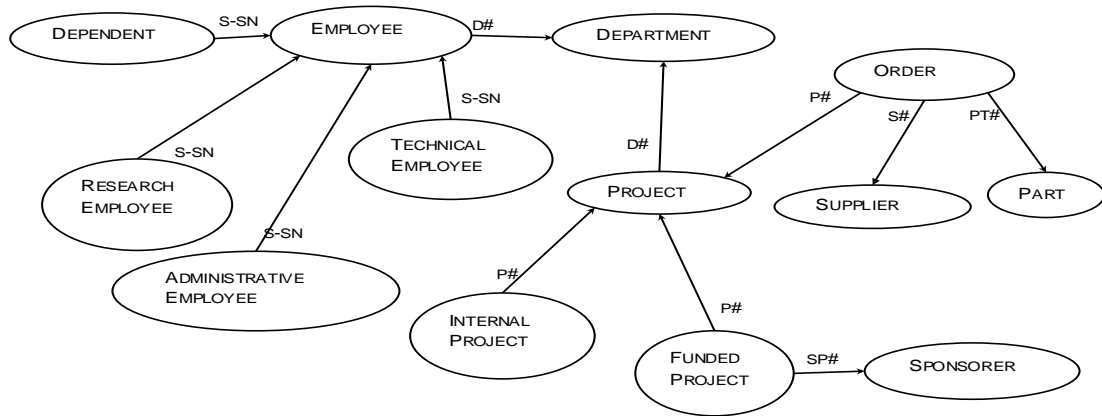 S-SN
DEPENDENT
EMPLOYEE
D#
DEPARTMENT
ORDER
P#
S#
PT#
S-SN
TECHNICAL
EMPLOYEE
D#
S-SN
RESEARCH
EMPLOYEE
PROJECT
SUPPLIER
PART
S-SN
ADMINISTRATIVE
EMPLOYEE
P#
P#
INTERNAL
PROJECT
FUNDED
PROJECT
SP#
SPONSORER